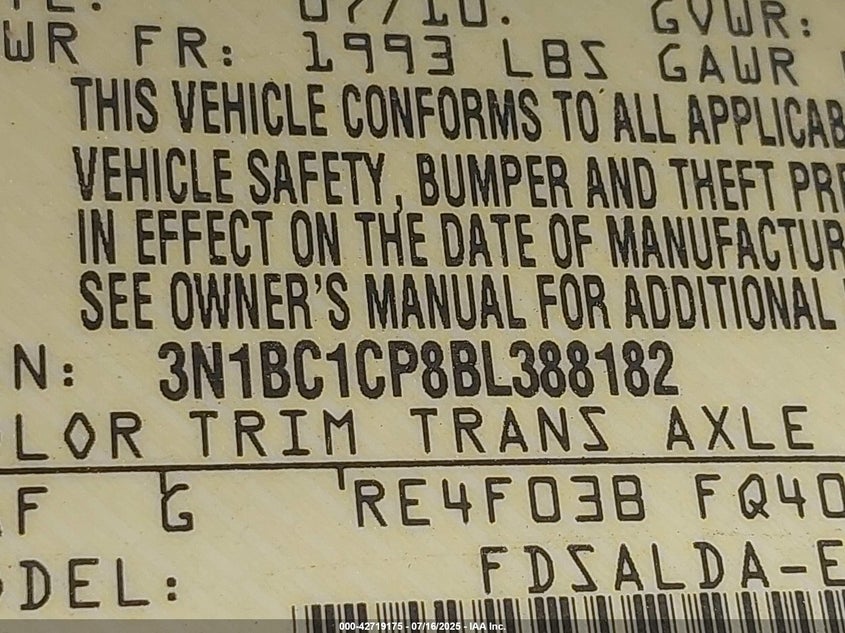 07/10. GVWR:
WR FR: 1993 LBS GAWR
THIS VEHICLE CONFORMS TO ALL APPLICAB
VEHICLE SAFETY, BUMPER AND THEFT PRE
IN EFFECT ON THE DATE OF MANUFACTUR
SEE OWNER'S MANUAL FOR ADDITIONAL
N: 3N1BC1CP8BL388182
LOR TRIM TRANS AXLE
F G RE4F03B FQ40
DEL: FDSALDA-E
000-42719175 - 07/16/2025 - IAA Inc.